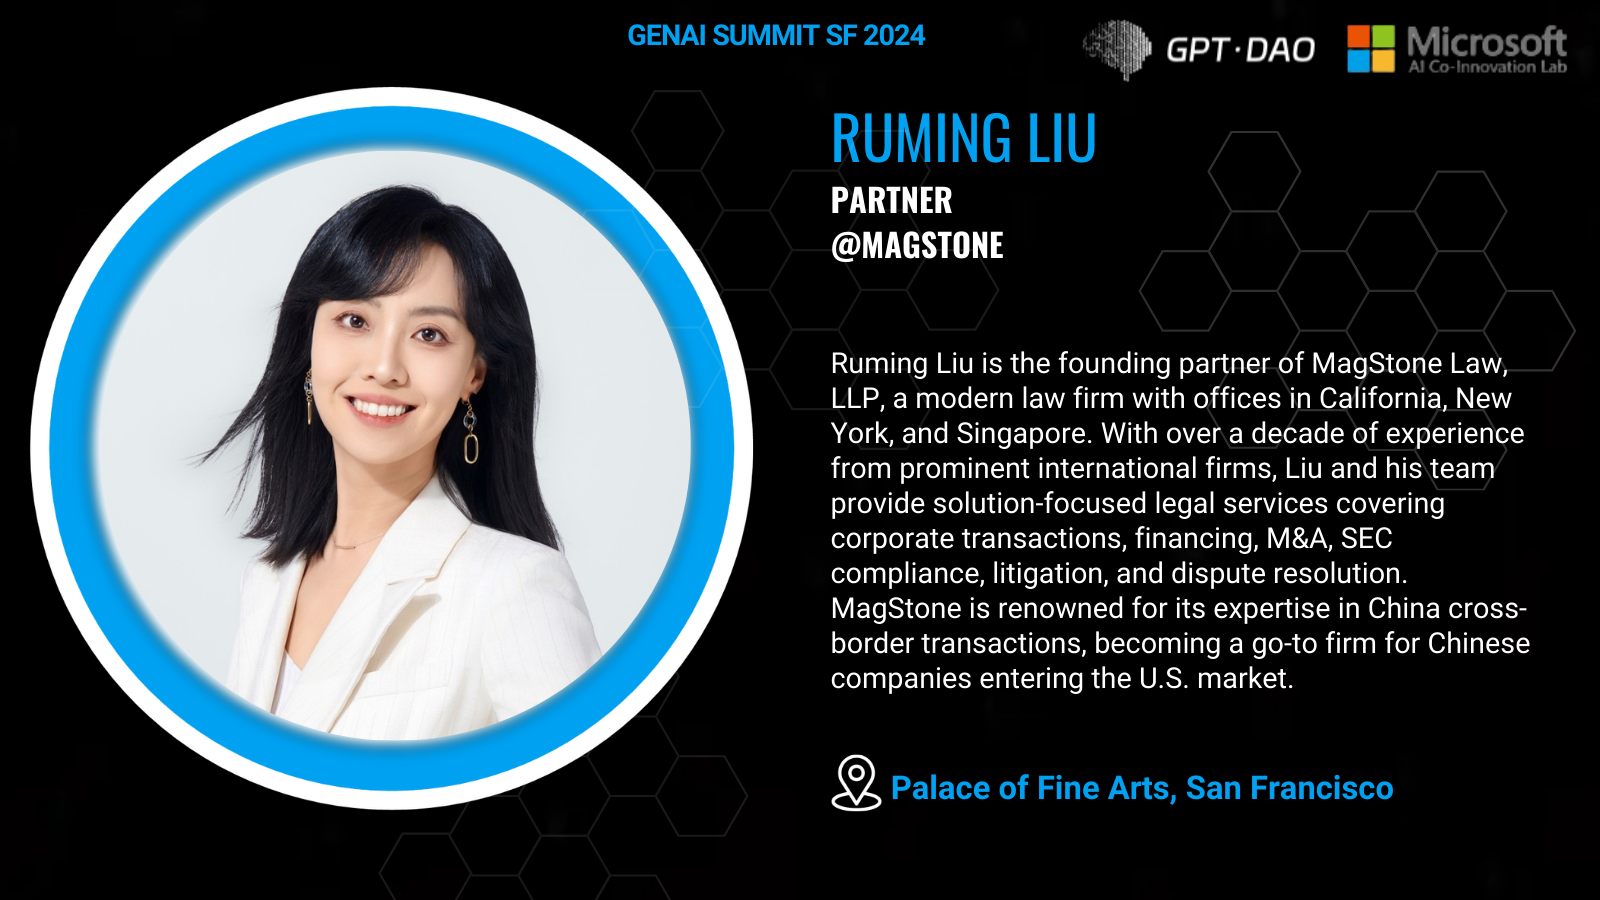 GENAI SUMMIT SF 2024
GPT·DAO
Microsoft
AI Co-Innovation Lab
RUMING LIU
PARTNER
@MAGSTONE
Ruming Liu is the founding partner of MagStone Law,
LLP, a modern law firm with offices in California, New
York, and Singapore. With over a decade of experience
from prominent international firms, Liu and his team
provide solution-focused legal services covering
corporate transactions, financing, M&A, SEC
compliance, litigation, and dispute resolution.
MagStone is renowned for its expertise in China cross-
border transactions, becoming a go-to firm for Chinese
companies entering the U.S. market.
Palace of Fine Arts, San Francisco